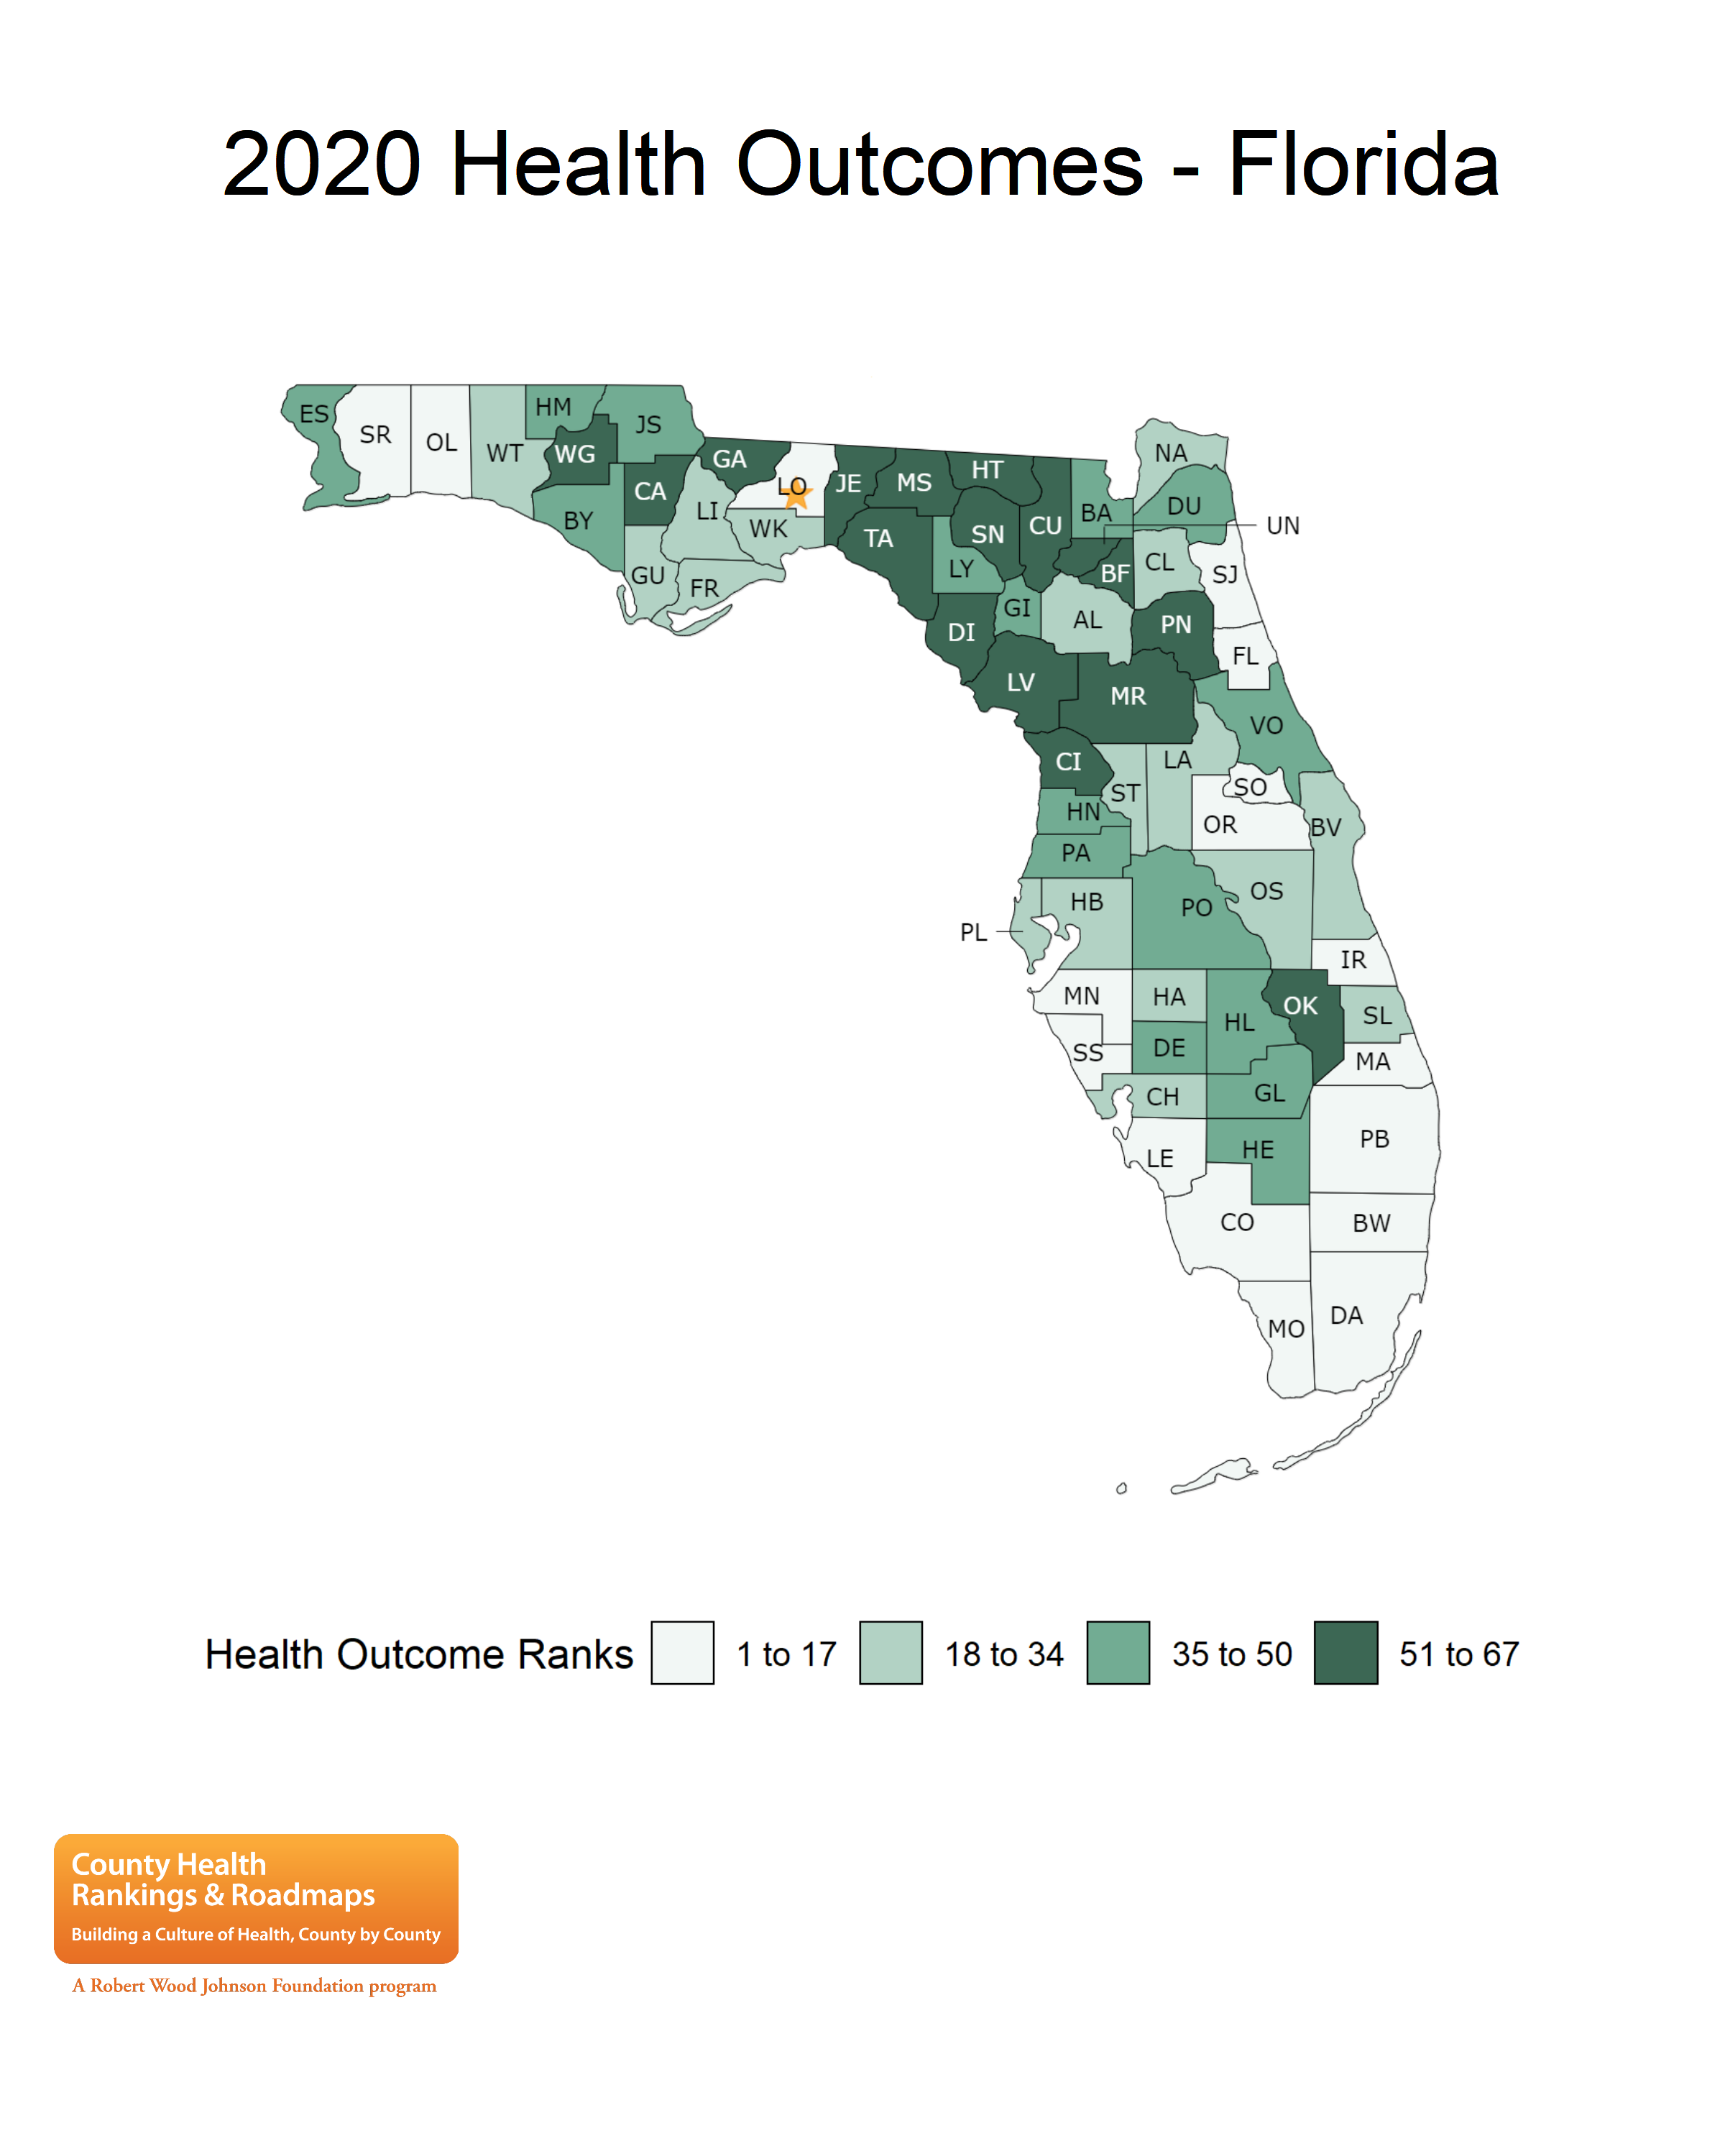 2020 Health Outcomes - Florida
ES
SR
OL
WT
HM
JS
WG
BY
CA
GA
LI
GU
FR
LO
WK
JE
MS
TA
HT
SN
CU
LY
BA
NA
DU
UN
BF
CL
SJ
GI
DI
AL
PN
FL
LV
MR
VO
CI
ST
LA
SO
HN
OR
BV
PA
HB
PO
OS
PL
IR
MN
HA
HL
OK
SL
SS
DE
MA
CH
GL
LE
HE
PB
CO
BW
MO
DA
Health Outcome Ranks 1 to 17 18 to 34 35 to 50 51 to 67
County Health
Rankings & Roadmaps
Building a Culture of Health, County by County
A Robert Wood Johnson Foundation program